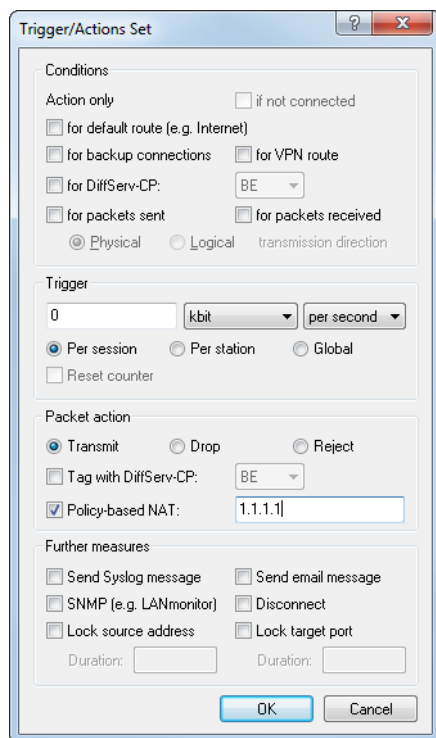 Trigger/Actions Set
Conditions
Action only if not connected
for default route (e.g. Internet)
for backup connections for VPN route
for DiffServ-CP: BE
for packets sent for packets received
Physical Logical transmission direction
Trigger
0 kbit per second
Per session Per station Global
Reset counter
Packet action
Transmit Drop Reject
Tag with DiffServ-CP: BE
Policy-based NAT: 1.1.1.1
Further measures
Send Syslog message Send email message
SNMP (e.g. LANmonitor) Disconnect
Lock source address Lock target port
Duration: Duration:
OK Cancel